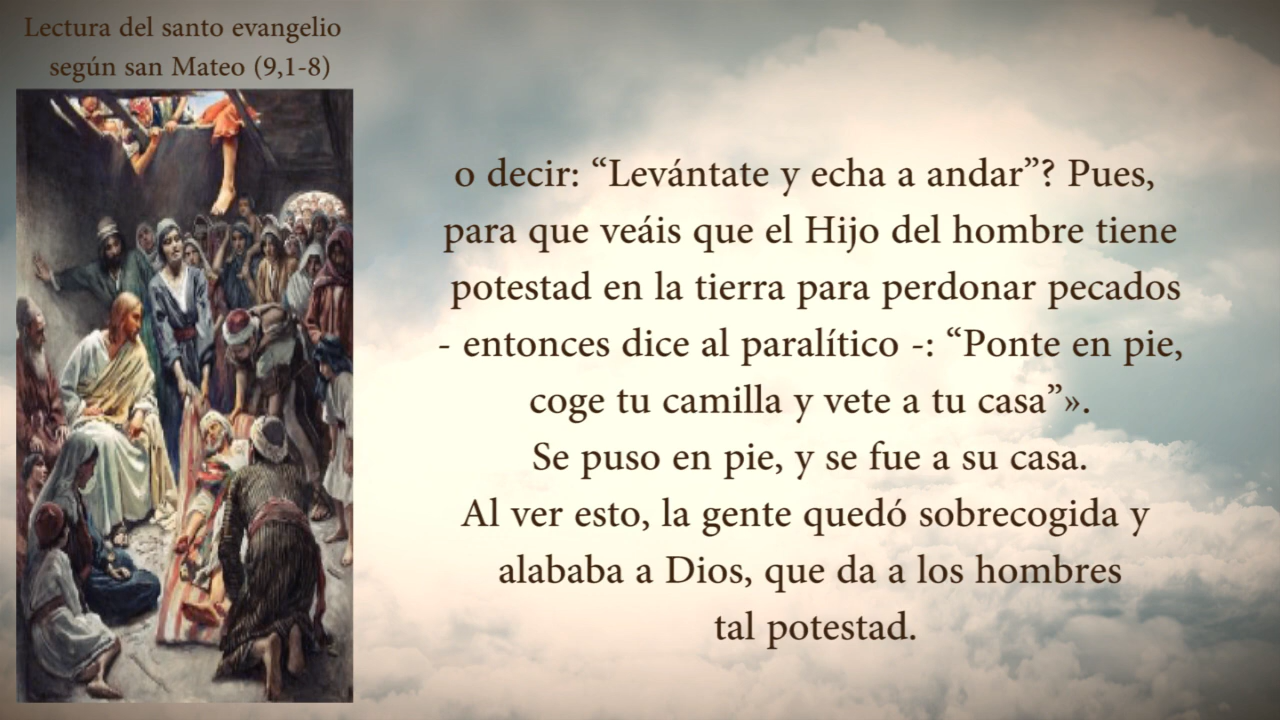 Lectura del santo evangelio
según san Mateo (9,1-8)
o decir: “Levántate y echa a andar”? Pues,
para que veáis que el Hijo del hombre tiene
potestad en la tierra para perdonar pecados
- entonces dice al paralítico -: “Ponte en pie,
coge tu camilla y vete a tu casa”».
Se puso en pie, y se fue a su casa.
Al ver esto, la gente quedó sobrecogida y
alababa a Dios, que da a los hombres
tal potestad.